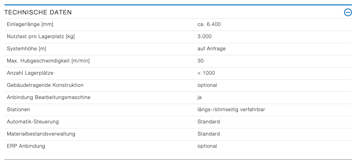 TECHNISCHE DATEN
Einlagerlänge [mm] ca. 6.400
Nutzlast pro Lagerplatz [kg] 3.000
Systemhöhe [m] auf Anfrage
Max. Hubgeschwindigkeit [m/min] 30
Anzahl Lagerplätze < 1000
Gebäudetragende Konstruktion optional
Anbindung Bearbeitungsmaschine ja
Stationen längs-/stirnseitig verfahrbar
Automatik-Steuerung Standard
Materialbestandsverwaltung Standard
ERP Anbindung optional